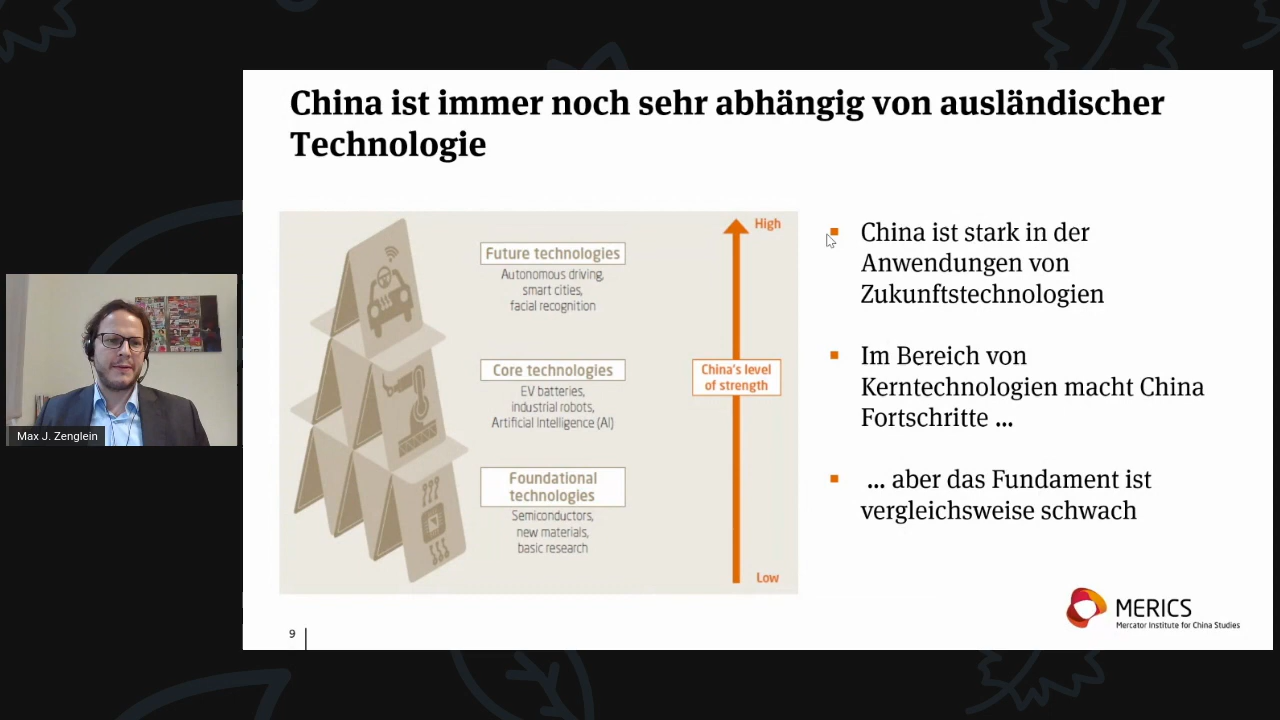 China ist immer noch sehr abhängig von ausländischer
Technologie
High
Future technologies
Autonomous driving,
smart cities,
facial recognition
Core technologies
EV batteries,
industrial robots,
Artificial Intelligence (AI)
China's level
of strength
Foundational
technologies
Semiconductors,
new materials,
basic research
Low
China ist stark in der
Anwendungen von
Zukunftstechnologien
Im Bereich von
Kerntechnologien macht China
Fortschritte ...
... aber das Fundament ist
vergleichsweise schwach
Max J. Zenglein
9
MERICS
Mercator Institute for China Studies